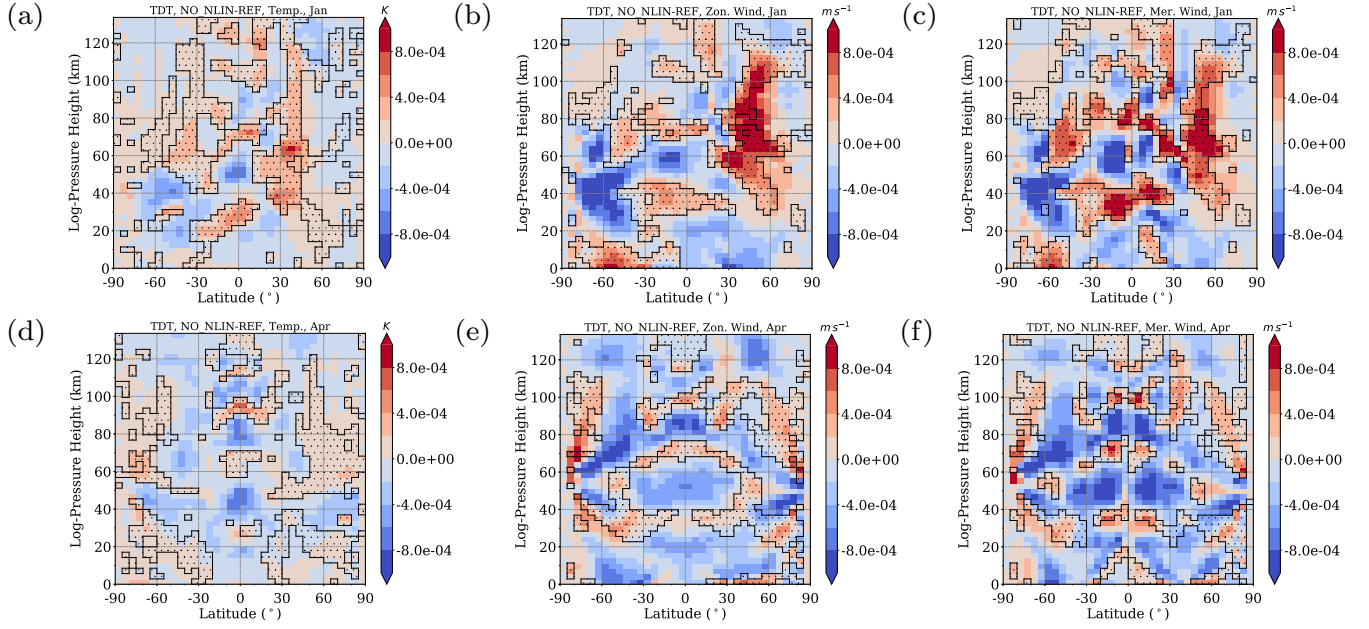 (a)
TDT, NO_NLIN-REF, Temp., Jan
K
Log-Pressure Height (km)
120
100
80
60
40
20
0
-90 -60 -30 0 30 60 90
Latitude (°)
8.0e-04
4.0e-04
0.0e+00
-4.0e-04
-8.0e-04
(b)
TDT, NO_NLIN-REF, Zon. Wind, Jan
m s⁻¹
Log-Pressure Height (km)
120
100
80
60
40
20
0
-90 -60 -30 0 30 60 90
Latitude (°)
8.0e-04
4.0e-04
0.0e+00
-4.0e-04
-8.0e-04
(c)
TDT, NO_NLIN-REF, Mer. Wind, Jan
m s⁻¹
Log-Pressure Height (km)
120
100
80
60
40
20
0
-90 -60 -30 0 30 60 90
Latitude (°)
8.0e-04
4.0e-04
0.0e+00
-4.0e-04
-8.0e-04
(d)
TDT, NO_NLIN-REF, Temp., Apr
K
Log-Pressure Height (km)
120
100
80
60
40
20
0
-90 -60 -30 0 30 60 90
Latitude (°)
8.0e-04
4.0e-04
0.0e+00
-4.0e-04
-8.0e-04
(e)
TDT, NO_NLIN-REF, Zon. Wind, Apr
m s⁻¹
Log-Pressure Height (km)
120
100
80
60
40
20
0
-90 -60 -30 0 30 60 90
Latitude (°)
8.0e-04
4.0e-04
0.0e+00
-4.0e-04
-8.0e-04
(f)
TDT, NO_NLIN-REF, Mer. Wind, Apr
m s⁻¹
Log-Pressure Height (km)
120
100
80
60
40
20
0
-90 -60 -30 0 30 60 90
Latitude (°)
8.0e-04
4.0e-04
0.0e+00
-4.0e-04
-8.0e-04